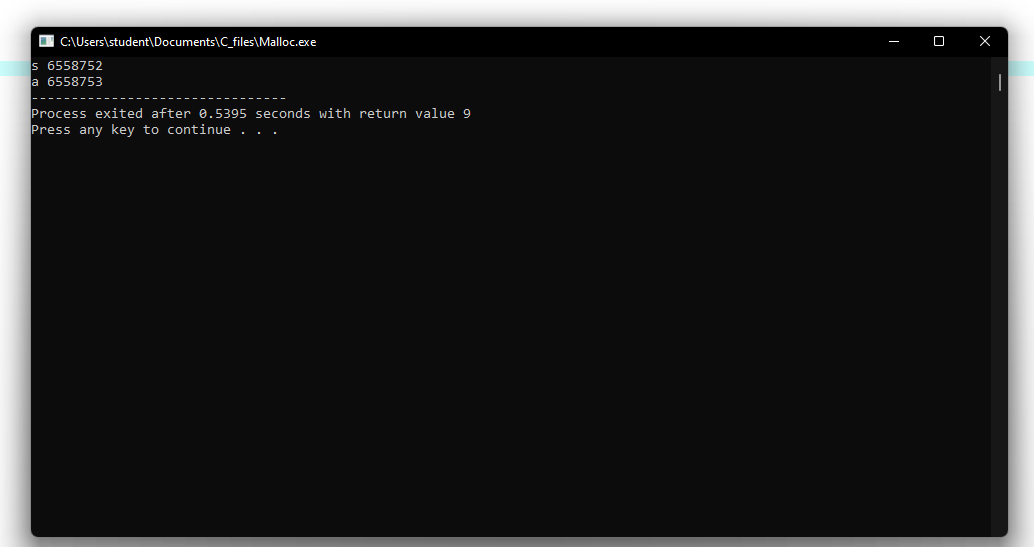 C:\Users\student\Documents\C_files\Malloc.exe
s 6558752
a 6558753
--------------------------------
Process exited after 0.5395 seconds with return value 9
Press any key to continue . . .